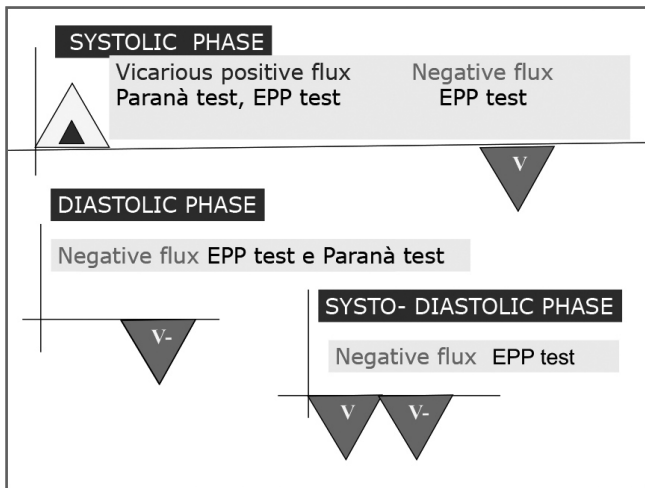 SYSTOLIC PHASE
Vicarious positive flux
Paranà test, EPP test
Negative flux
EPP test
V
DIASTOLIC PHASE
Negative flux EPP test e Paranà test
V-
SYSTO- DIASTOLIC PHASE
Negative flux EPP test
V V-